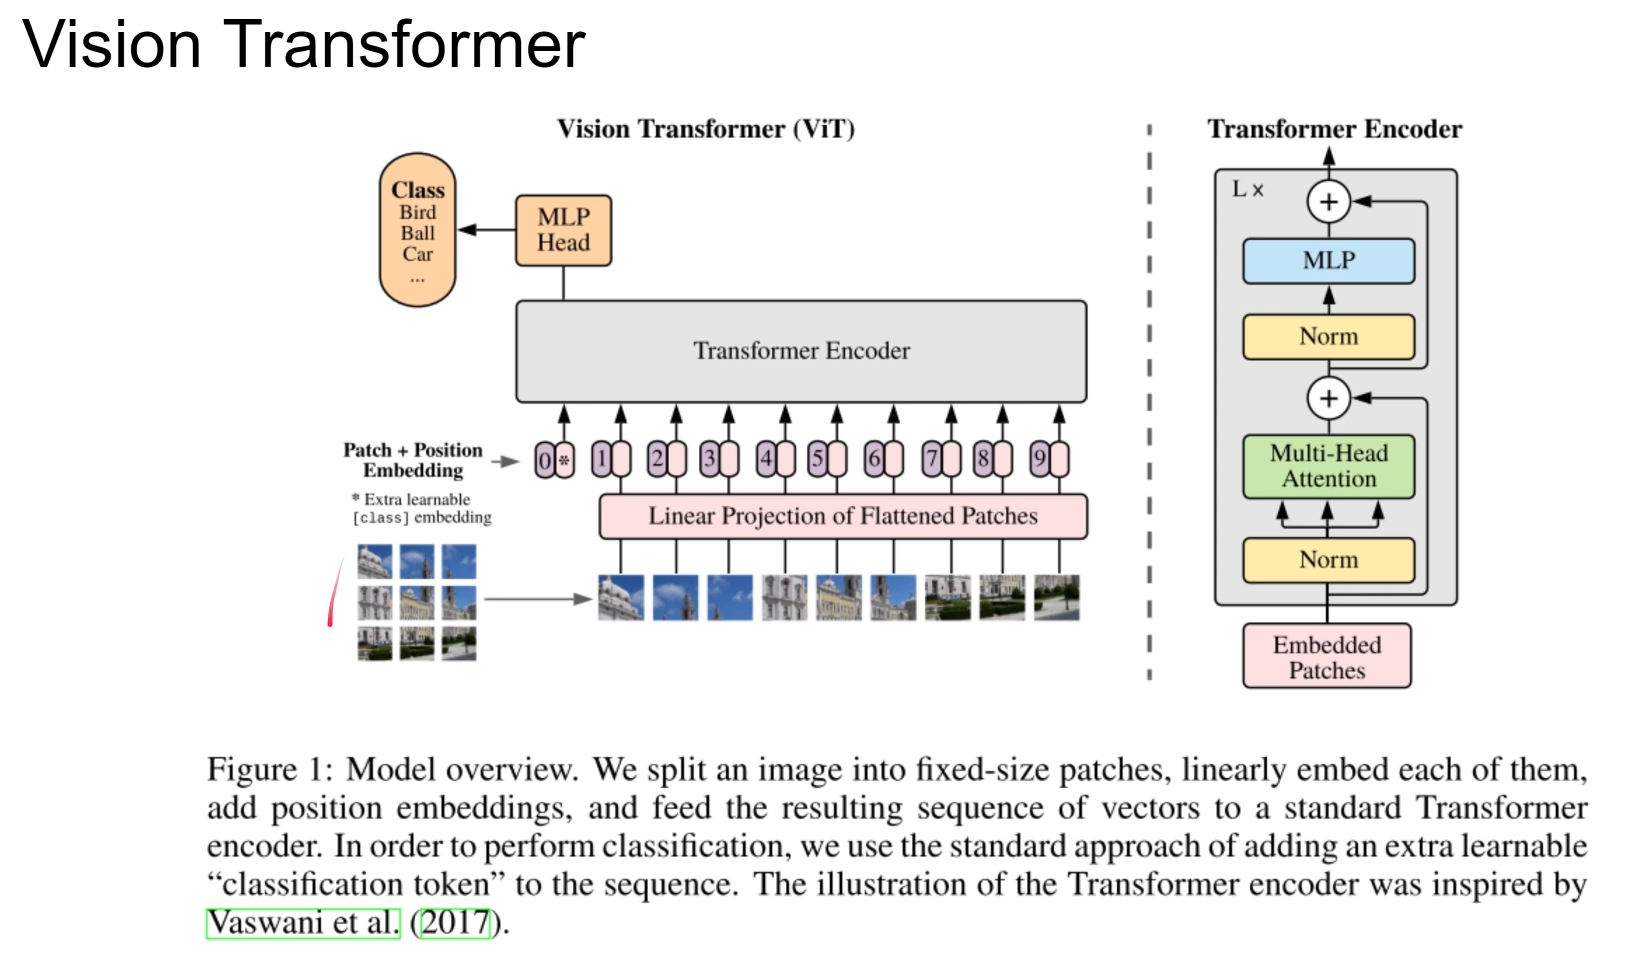 Vision Transformer
Vision Transformer (ViT)
Class
Bird
Ball
Car
...
MLP
Head
Transformer Encoder
Patch + Position
Embedding
* Extra learnable
[class] embedding
0 * 1 2 3 4 5 6 7 8 9
Linear Projection of Flattened Patches
Transformer Encoder
L x
+
MLP
Norm
+
Multi-Head
Attention
Norm
Embedded
Patches
Figure 1: Model overview. We split an image into fixed-size patches, linearly embed each of them,
add position embeddings, and feed the resulting sequence of vectors to a standard Transformer
encoder. In order to perform classification, we use the standard approach of adding an extra learnable
“classification token” to the sequence. The illustration of the Transformer encoder was inspired by
Vaswani et al. (2017).